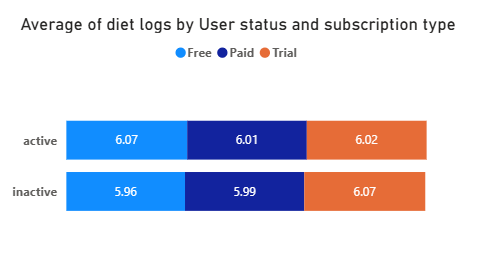 Average of diet logs by User status and subscription type
Free Paid Trial
active 6.07 6.01 6.02
inactive 5.96 5.99 6.07